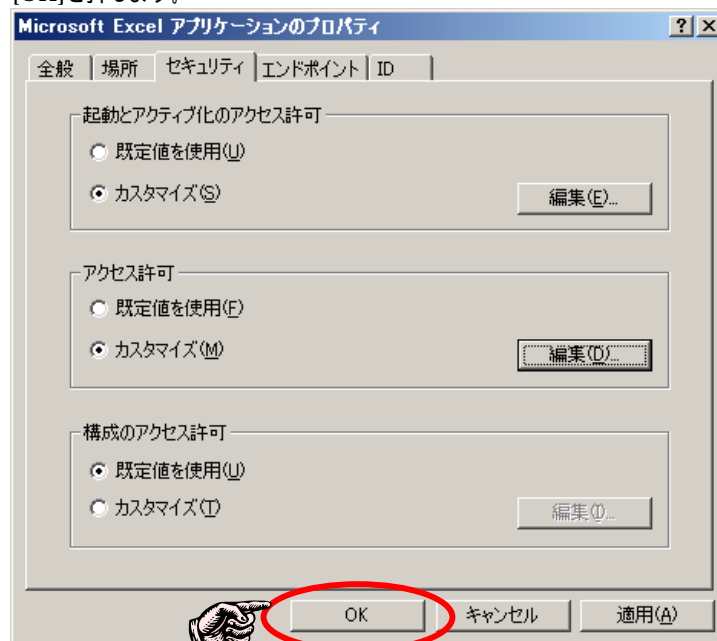 [OK]を押します。
Microsoft Excel アプリケーションのプロパティ
全般 場所 セキュリティ エンドポイント ID
起動とアクティブ化のアクセス許可
既定値を使用(U)
カスタマイズ(S) 編集(E)...
アクセス許可
既定値を使用(F)
カスタマイズ(M) 編集(D)...
構成のアクセス許可
既定値を使用(U)
カスタマイズ(T) 編集(I)...
OK キャンセル 適用(A)